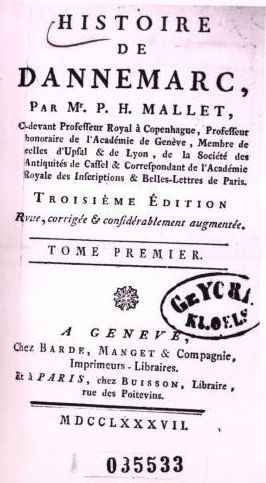 HISTOIRE
DE
DANNEMARC,
PAR Mr. P. H. MALLET,
C-devant Profeſſeur Royal à Copenhague, Profeſſeur
honoraire de l'Académie de Genève, Membre de
celles d'Upſal & de Lyon, de la Société des
Antiquités de Caſſel & Correſpondant de l'Académie
Royale des Inſcriptions & Belles-Lettres de Paris.
TROISIÈME ÉDITION
Rvue, corrigée & conſidérablement augmentée.
TOME PREMIER.
A GENEVE,
Chez BARDE, MANGET & Compagnie,
Imprimeurs-Libraires.
Et à PARIS, chez BUISSON, Libraire,
rue des Poitevins.
MDCCLXXXVII.
035533